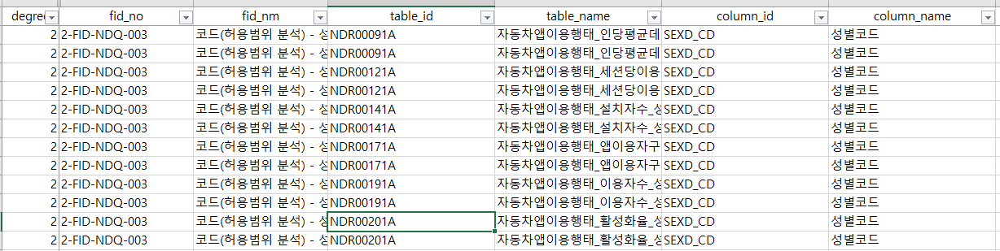 degree fid_no fid_nm table_id table_name column_id column_name
2 2-FID-NDQ-003 코드(허용범위 분석) - 성 NDR00091A 자동차앱이용행태_인당평균데 SEXD_CD 성별코드
2 2-FID-NDQ-003 코드(허용범위 분석) - 성 NDR00091A 자동차앱이용행태_인당평균데 SEXD_CD 성별코드
2 2-FID-NDQ-003 코드(허용범위 분석) - 성 NDR00121A 자동차앱이용행태_세션당이용 SEXD_CD 성별코드
2 2-FID-NDQ-003 코드(허용범위 분석) - 성 NDR00121A 자동차앱이용행태_세션당이용 SEXD_CD 성별코드
2 2-FID-NDQ-003 코드(허용범위 분석) - 성 NDR00141A 자동차앱이용행태_설치자수_성 SEXD_CD 성별코드
2 2-FID-NDQ-003 코드(허용범위 분석) - 성 NDR00141A 자동차앱이용행태_설치자수_성 SEXD_CD 성별코드
2 2-FID-NDQ-003 코드(허용범위 분석) - 성 NDR00171A 자동차앱이용행태_앱이용자구 SEXD_CD 성별코드
2 2-FID-NDQ-003 코드(허용범위 분석) - 성 NDR00171A 자동차앱이용행태_앱이용자구 SEXD_CD 성별코드
2 2-FID-NDQ-003 코드(허용범위 분석) - 성 NDR00191A 자동차앱이용행태_이용자수_성 SEXD_CD 성별코드
2 2-FID-NDQ-003 코드(허용범위 분석) - 성 NDR00191A 자동차앱이용행태_이용자수_성 SEXD_CD 성별코드
2 2-FID-NDQ-003 코드(허용범위 분석) - 성 NDR00201A 자동차앱이용행태_활성화율_성 SEXD_CD 성별코드
2 2-FID-NDQ-003 코드(허용범위 분석) - 성 NDR00201A 자동차앱이용행태_활성화율_성 SEXD_CD 성별코드